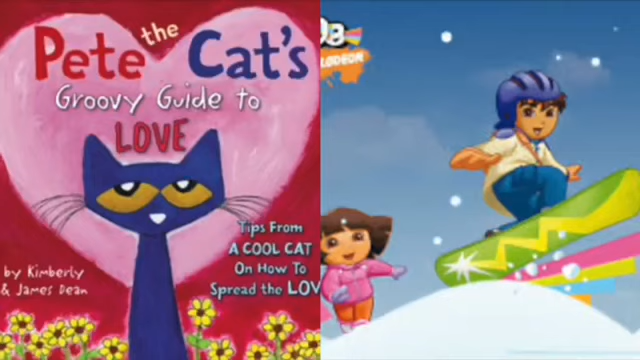 Pete the Cat's
Groovy Guide to
LOVE
Tips From
A COOL CAT
On How To
Spread the LOV
by Kimberly
& James Dean